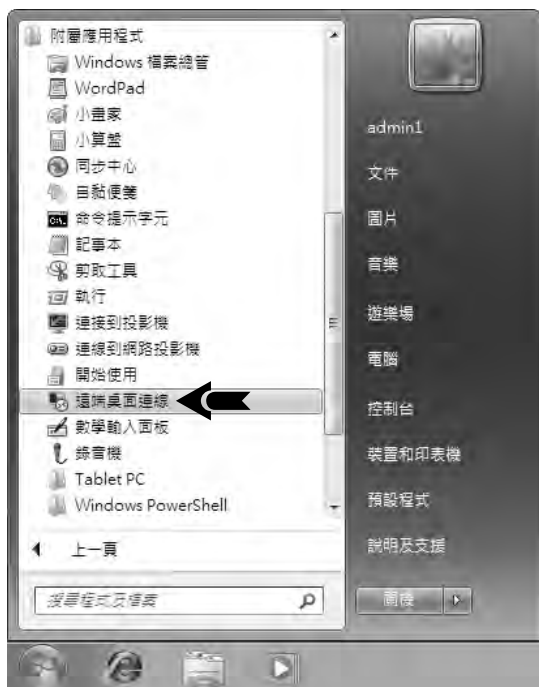 附屬應用程式
Windows 檔案總管
WordPad
小畫家
小算盤
同步中心
自黏便箋
命令提示字元
記事本
剪取工具
執行
連接到投影機
連線到網路投影機
開始使用
遠端桌面連線
數學輸入面板
錄音機
Tablet PC
Windows PowerShell
上一頁
搜尋程式及檔案
admin1
文件
圖片
音樂
遊樂場
電腦
控制台
裝置和印表機
預設程式
說明及支援
關機